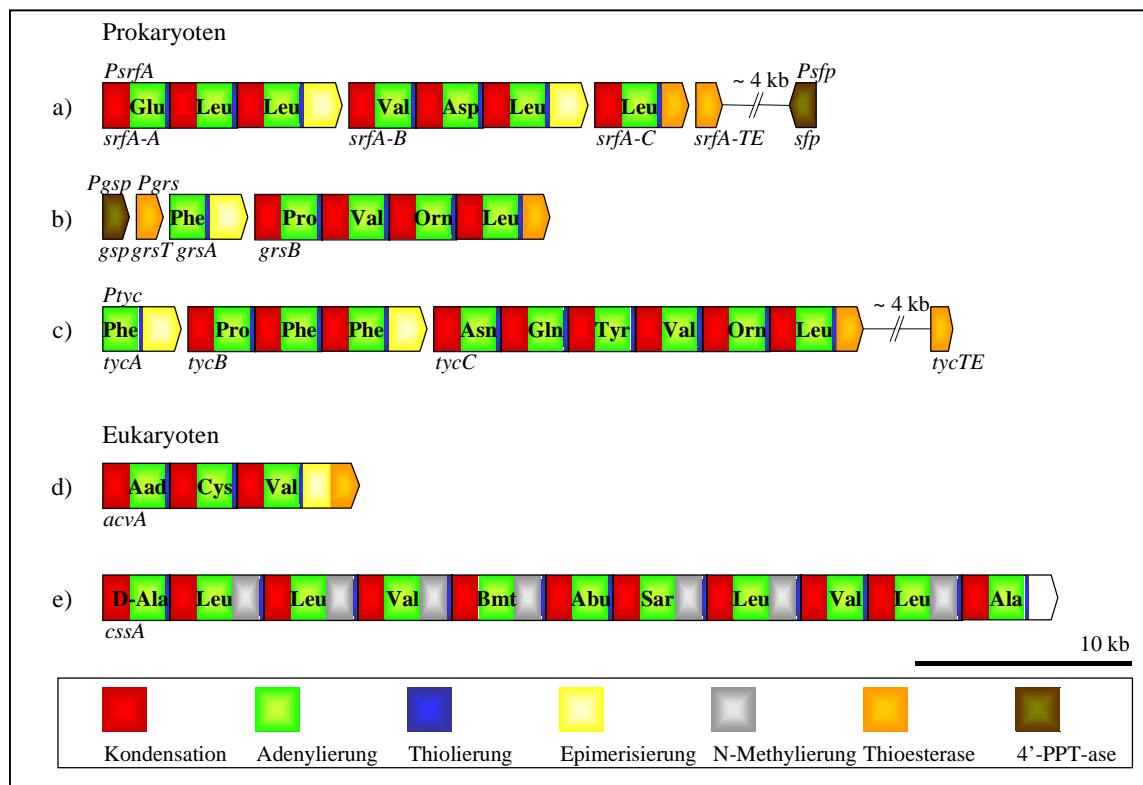 Prokaryoten
PsrfA ~ 4 kb Psfp
a) Glu Leu Leu Val Asp Leu Leu
srfA-A srfA-B srfA-C srfA-TE sfp
Pgsp Pgrs
b) Phe Pro Val Orn Leu
gsp grsT grsA grsB
Ptyc ~ 4 kb
c) Phe Pro Phe Phe Asn Gln Tyr Val Orn Leu
tycA tycB tycC tycTE
Eukaryoten
d) Aad Cys Val
acvA
e) D-Ala Leu Leu Val Bmt Abu Sar Leu Val Leu Ala
cssA
10 kb
Kondensation Adenylierung Thiolierung Epimerisierung N-Methylierung Thioesterase 4’-PPT-ase